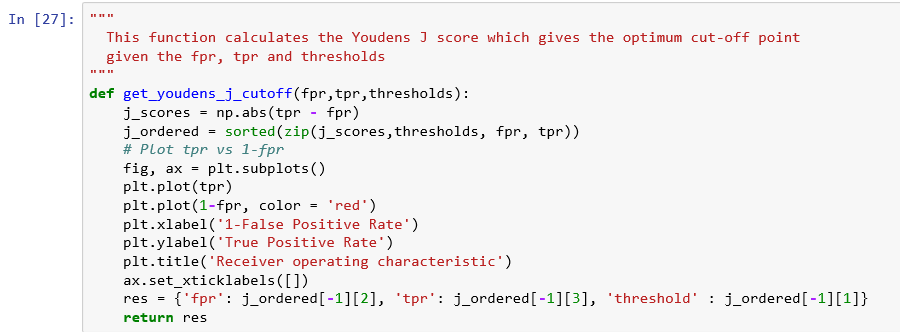 In [27]: """
  This function calculates the Youdens J score which gives the optimum cut-off point
  given the fpr, tpr and thresholds
"""
def get_youdens_j_cutoff(fpr,tpr,thresholds):
    j_scores = np.abs(tpr - fpr)
    j_ordered = sorted(zip(j_scores,thresholds, fpr, tpr))
    # Plot tpr vs 1-fpr
    fig, ax = plt.subplots()
    plt.plot(tpr)
    plt.plot(1-fpr, color = 'red')
    plt.xlabel('1-False Positive Rate')
    plt.ylabel('True Positive Rate')
    plt.title('Receiver operating characteristic')
    ax.set_xticklabels([])
    res = {'fpr': j_ordered[-1][2], 'tpr': j_ordered[-1][3], 'threshold' : j_ordered[-1][1]}
    return res